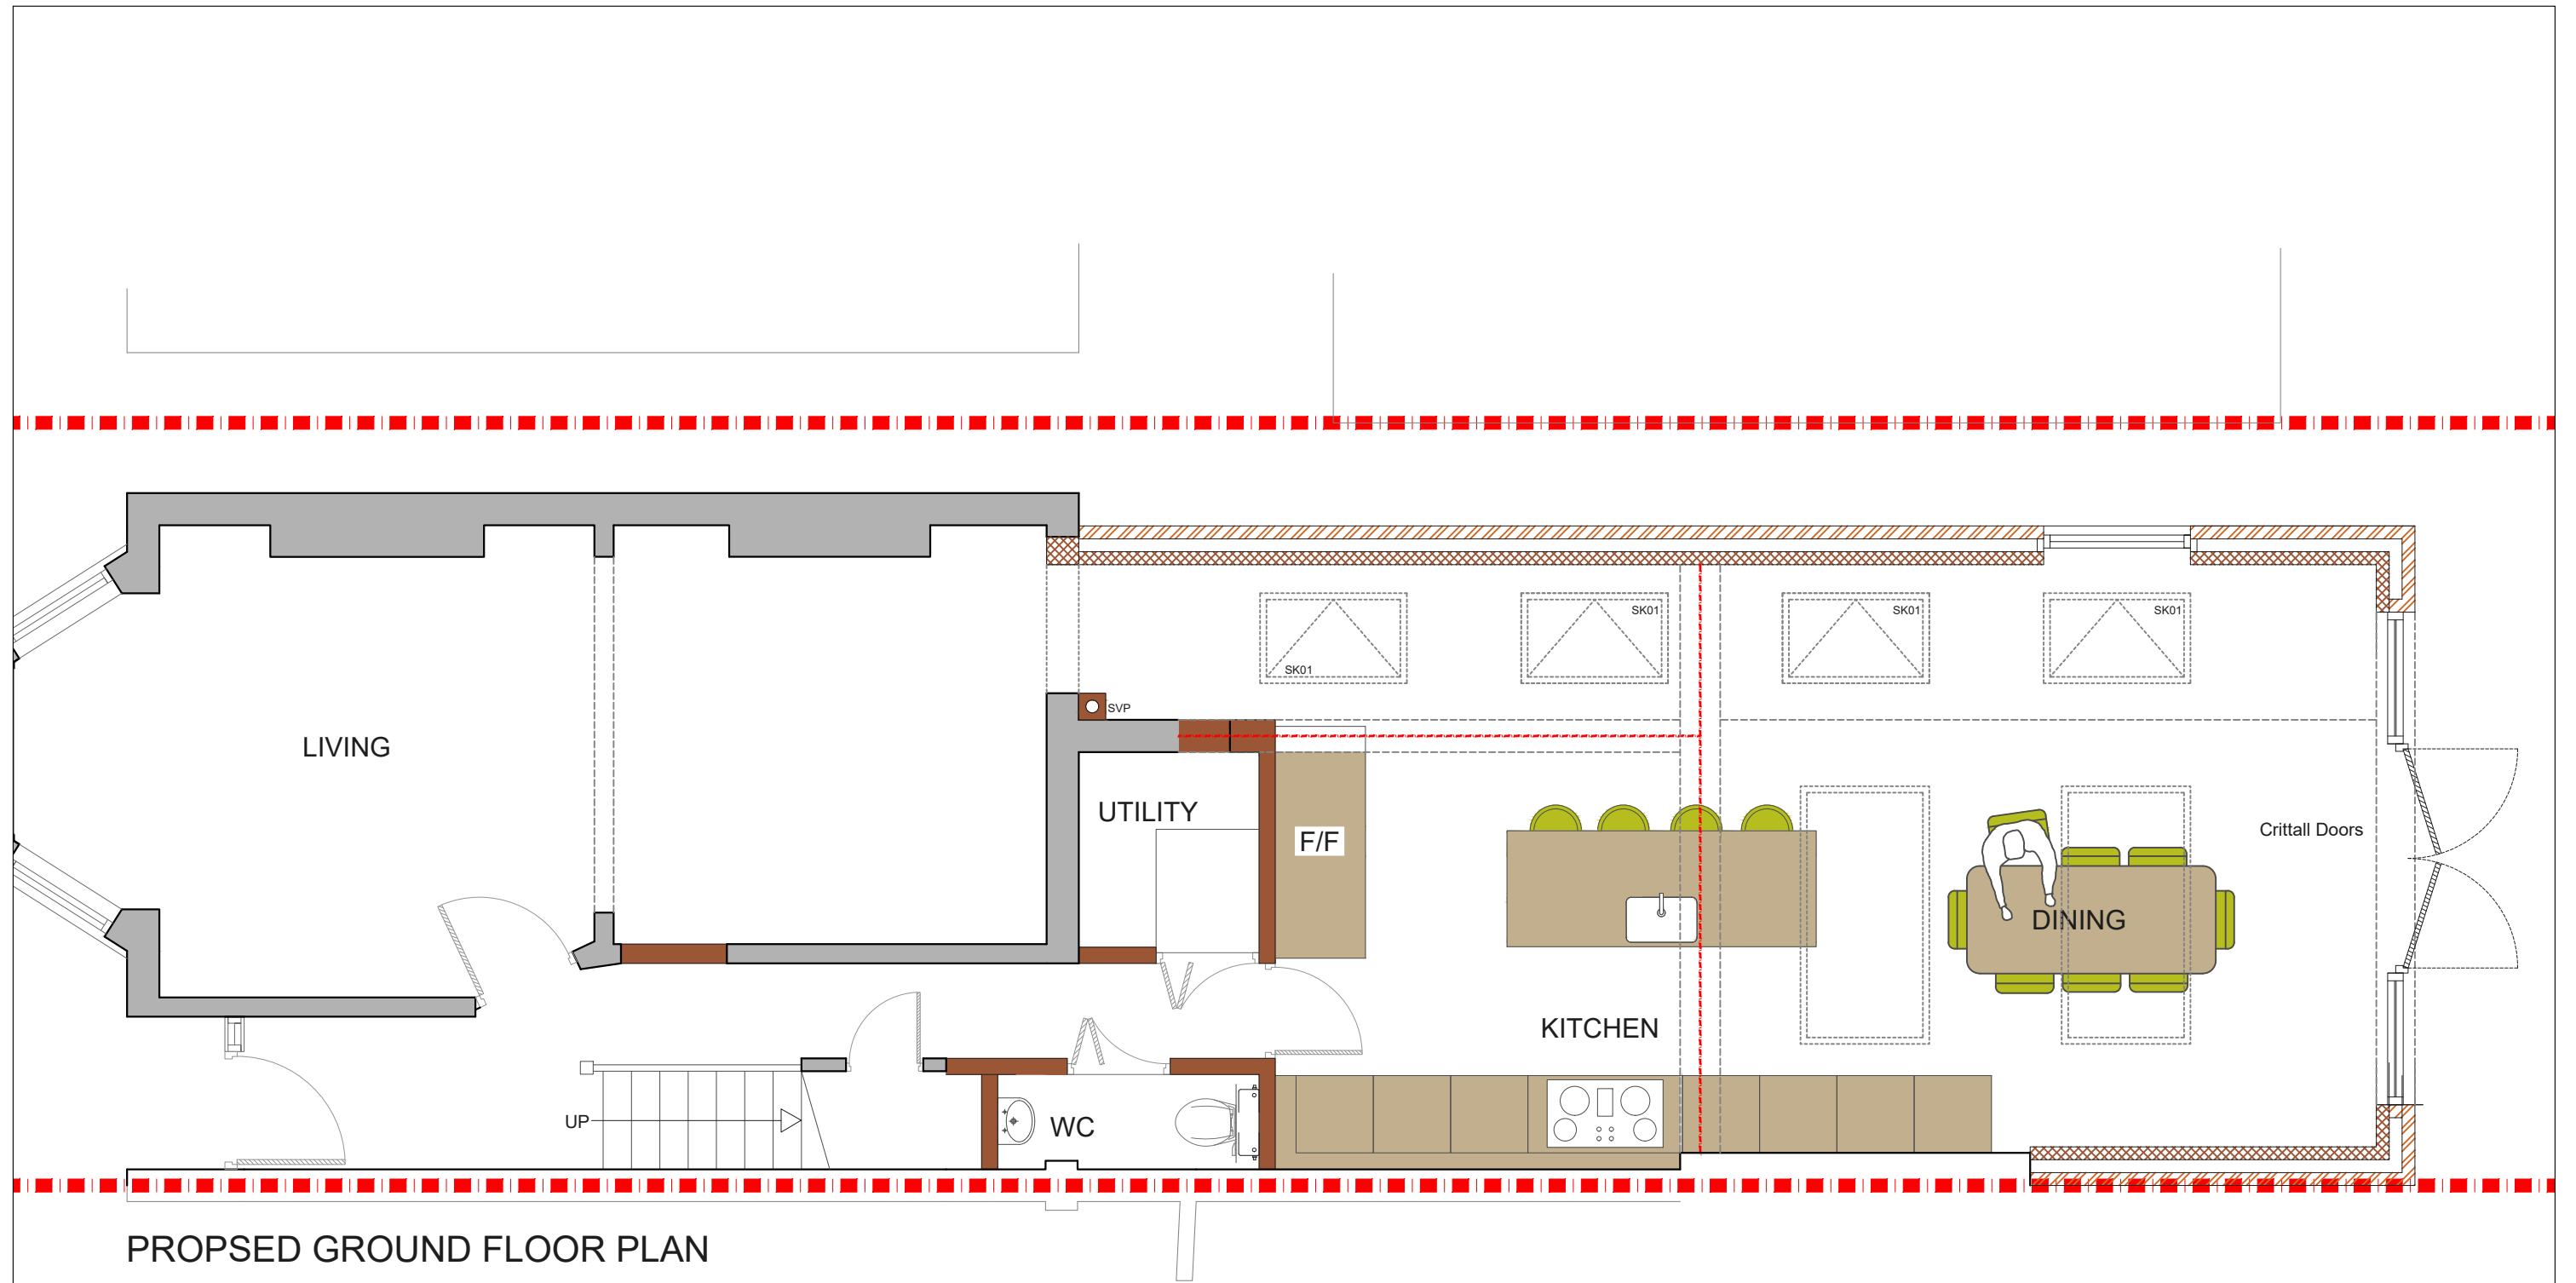 SK01
SK01
SK01
SK01
SVP
LIVING
UTILITY
F/F
Crittall Doors
DINING
KITCHEN
UP
WC
PROPSED GROUND FLOOR PLAN